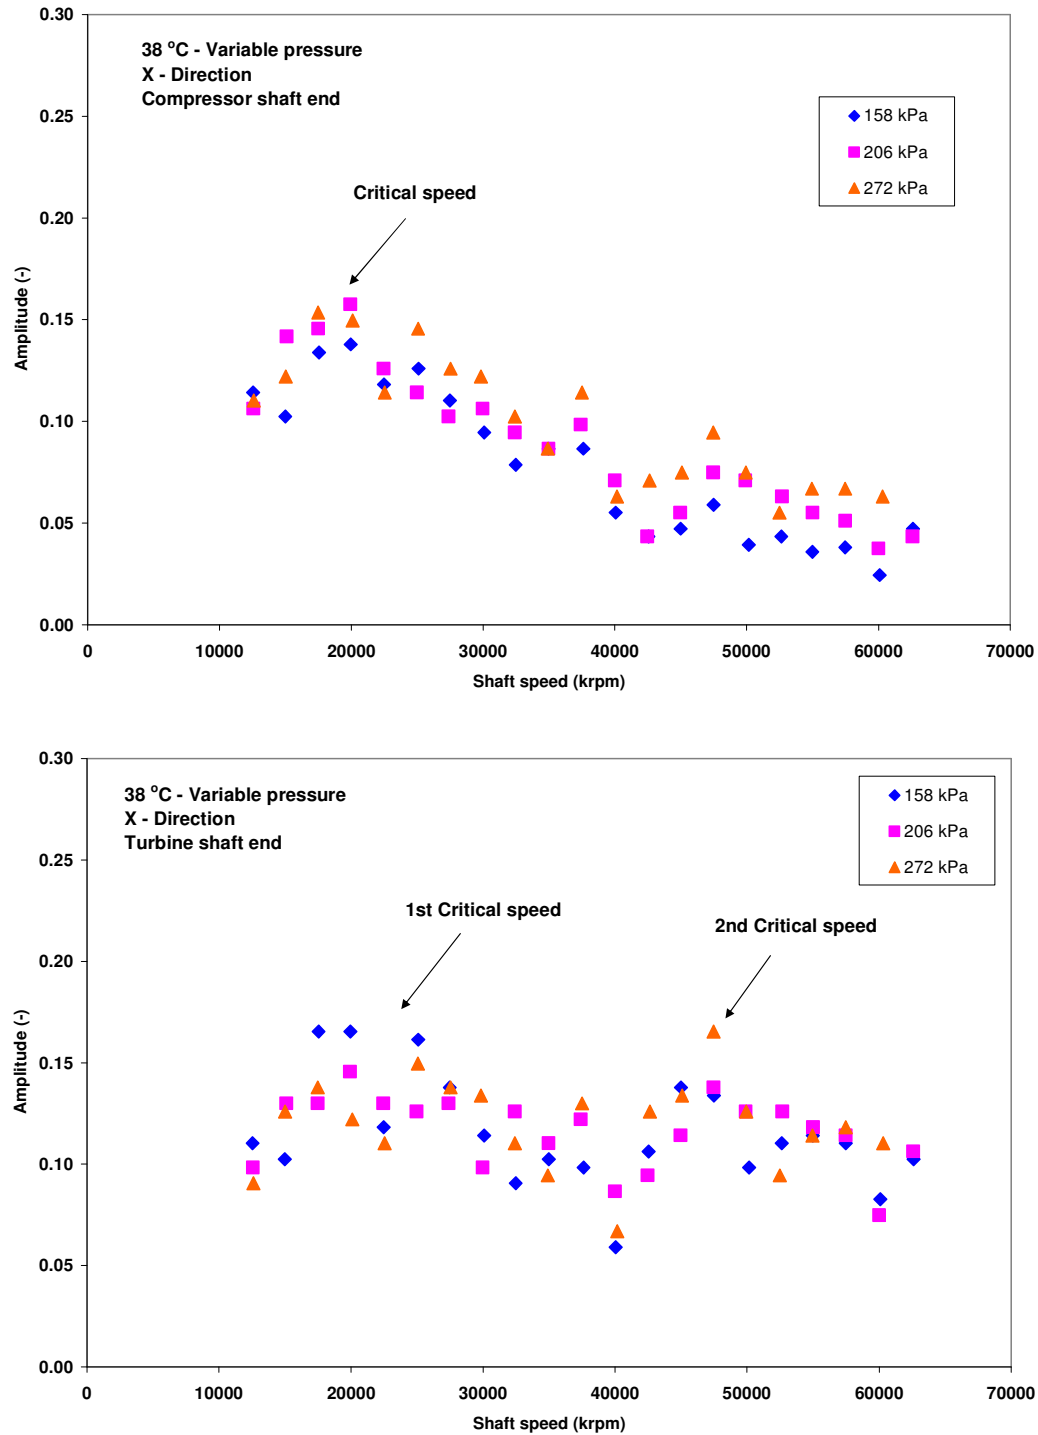 0.30
0.25
0.20
0.15
0.10
0.05
0.00
Amplitude (-)
38 °C - Variable pressure
X - Direction
Compressor shaft end
158 kPa
206 kPa
272 kPa
Critical speed
0 10000 20000 30000 40000 50000 60000 70000
Shaft speed (krpm)
0.30
0.25
0.20
0.15
0.10
0.05
0.00
Amplitude (-)
38 °C - Variable pressure
X - Direction
Turbine shaft end
158 kPa
206 kPa
272 kPa
1st Critical speed
2nd Critical speed
0 10000 20000 30000 40000 50000 60000 70000
Shaft speed (krpm)